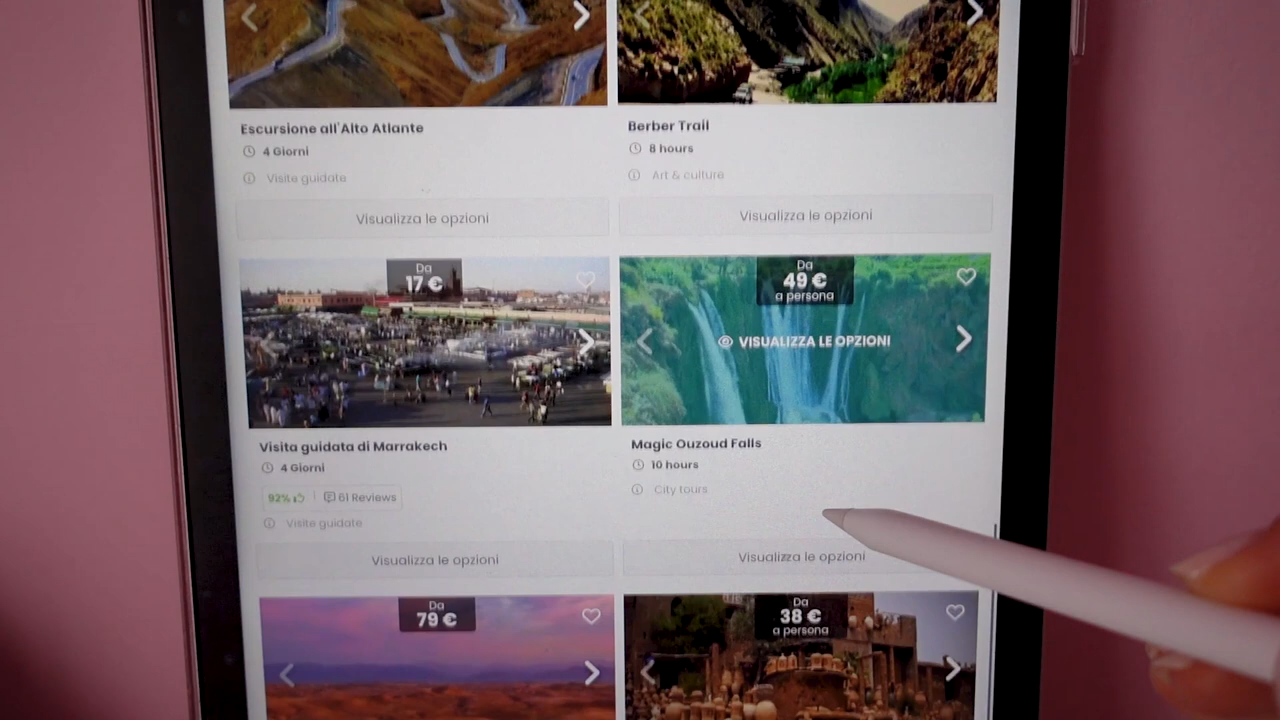 Escursione all'Alto Atlante
4 Giorni
Visite guidate
Visualizza le opzioni
Berber Trail
8 hours
Art & culture
Visualizza le opzioni
Da
17 €
Visita guidata di Marrakech
4 Giorni
92% 61 Reviews
Visite guidate
Visualizza le opzioni
Da
49 €
a persona
VISUALIZZA LE OPZIONI
Magic Ouzoud Falls
10 hours
City tours
Visualizza le opzioni
Da
79 €
Da
38 €
a persona